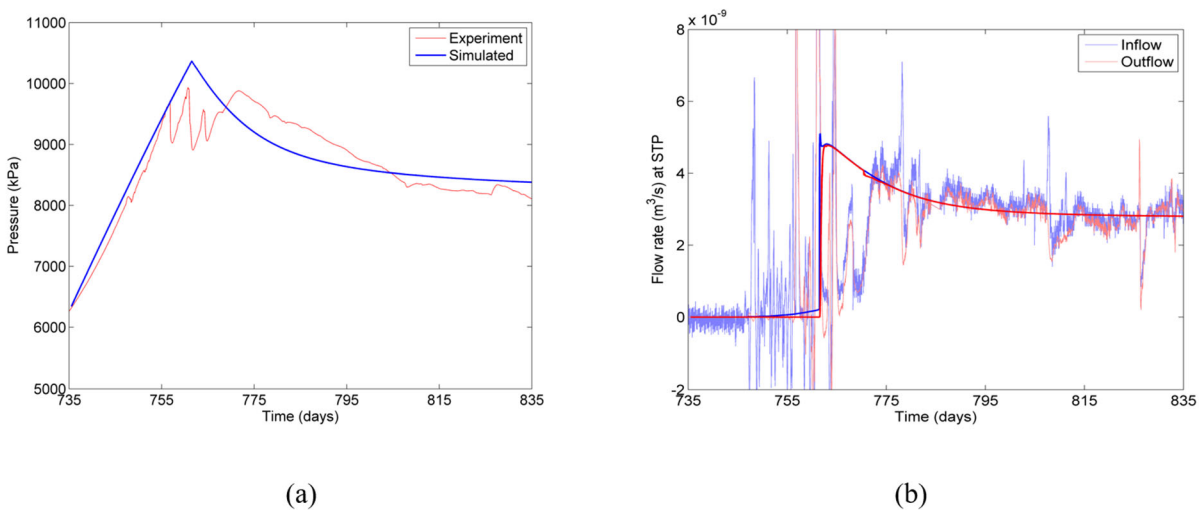 11000
10000
9000
8000
7000
6000
5000
735
755
775
795
815
835
Pressure (kPa)
Time (days)
Experiment
Simulated
(a)
x 10⁻⁹
8
6
4
2
0
-2
735
755
775
795
815
835
Flow rate (m³/s) at STP
Time (days)
Inflow
Outflow
(b)